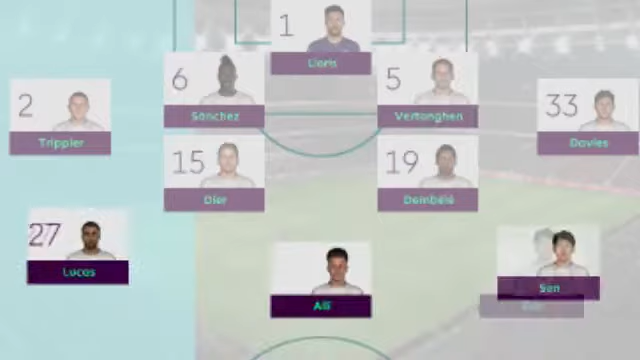 1
Lloris
6
Sánchez
5
Vertonghen
2
Trippier
33
Davies
15
Dier
19
Dembélé
27
Lucas
Alli
Son